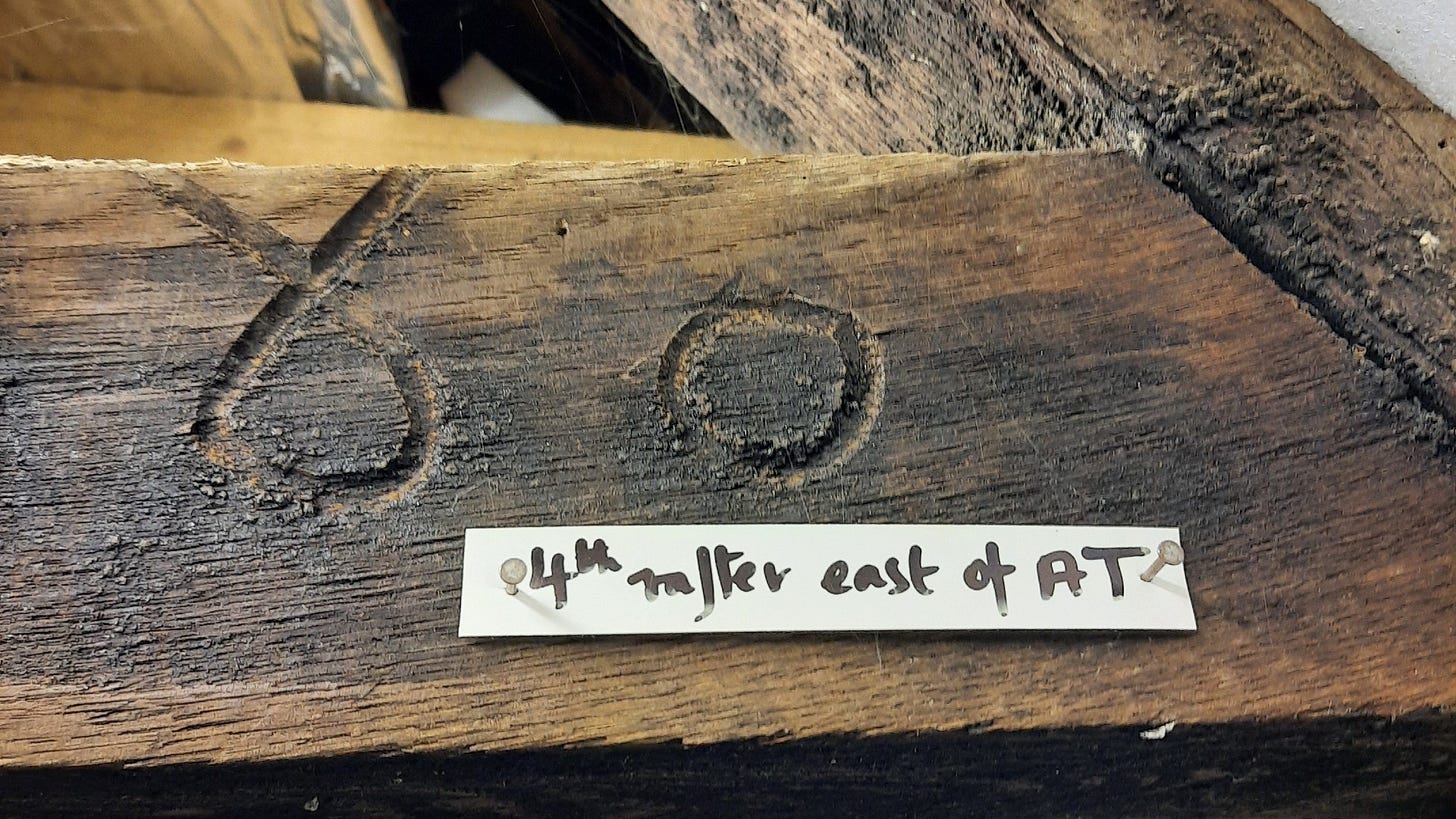 4th rafter east of AT